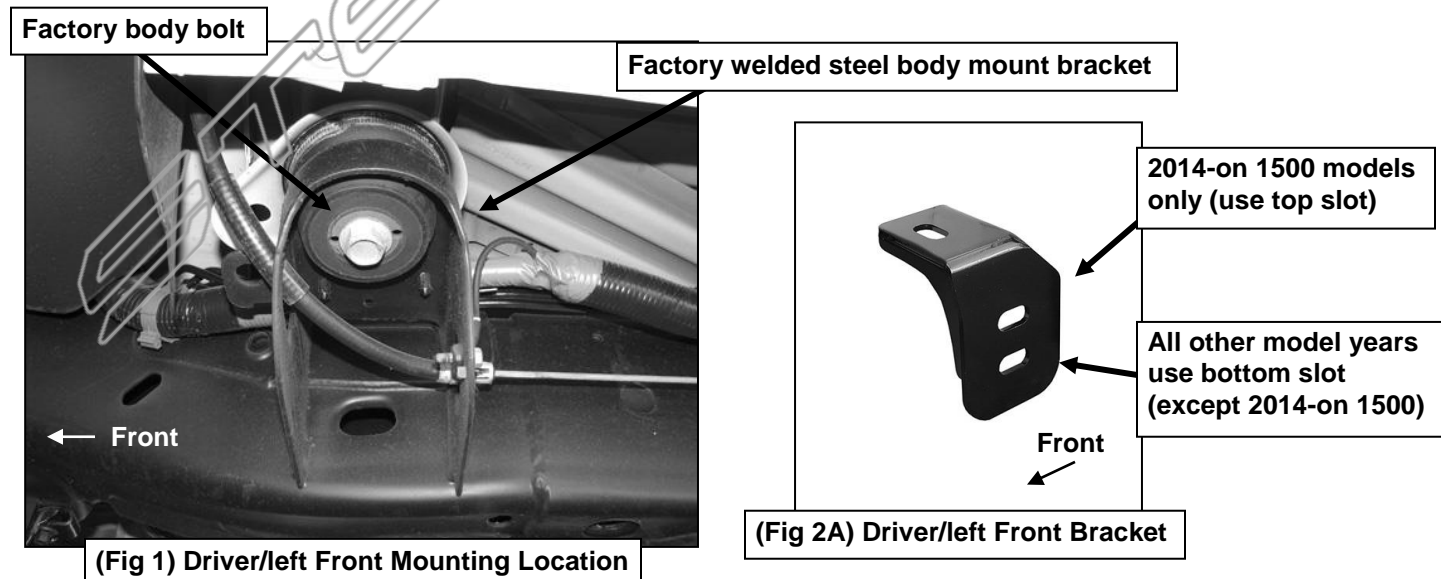 Factory body bolt
Factory welded steel body mount bracket
Front
(Fig 1) Driver/left Front Mounting Location
2014-on 1500 models
only (use top slot)
All other model years
use bottom slot
(except 2014-on 1500)
Front
(Fig 2A) Driver/left Front Bracket